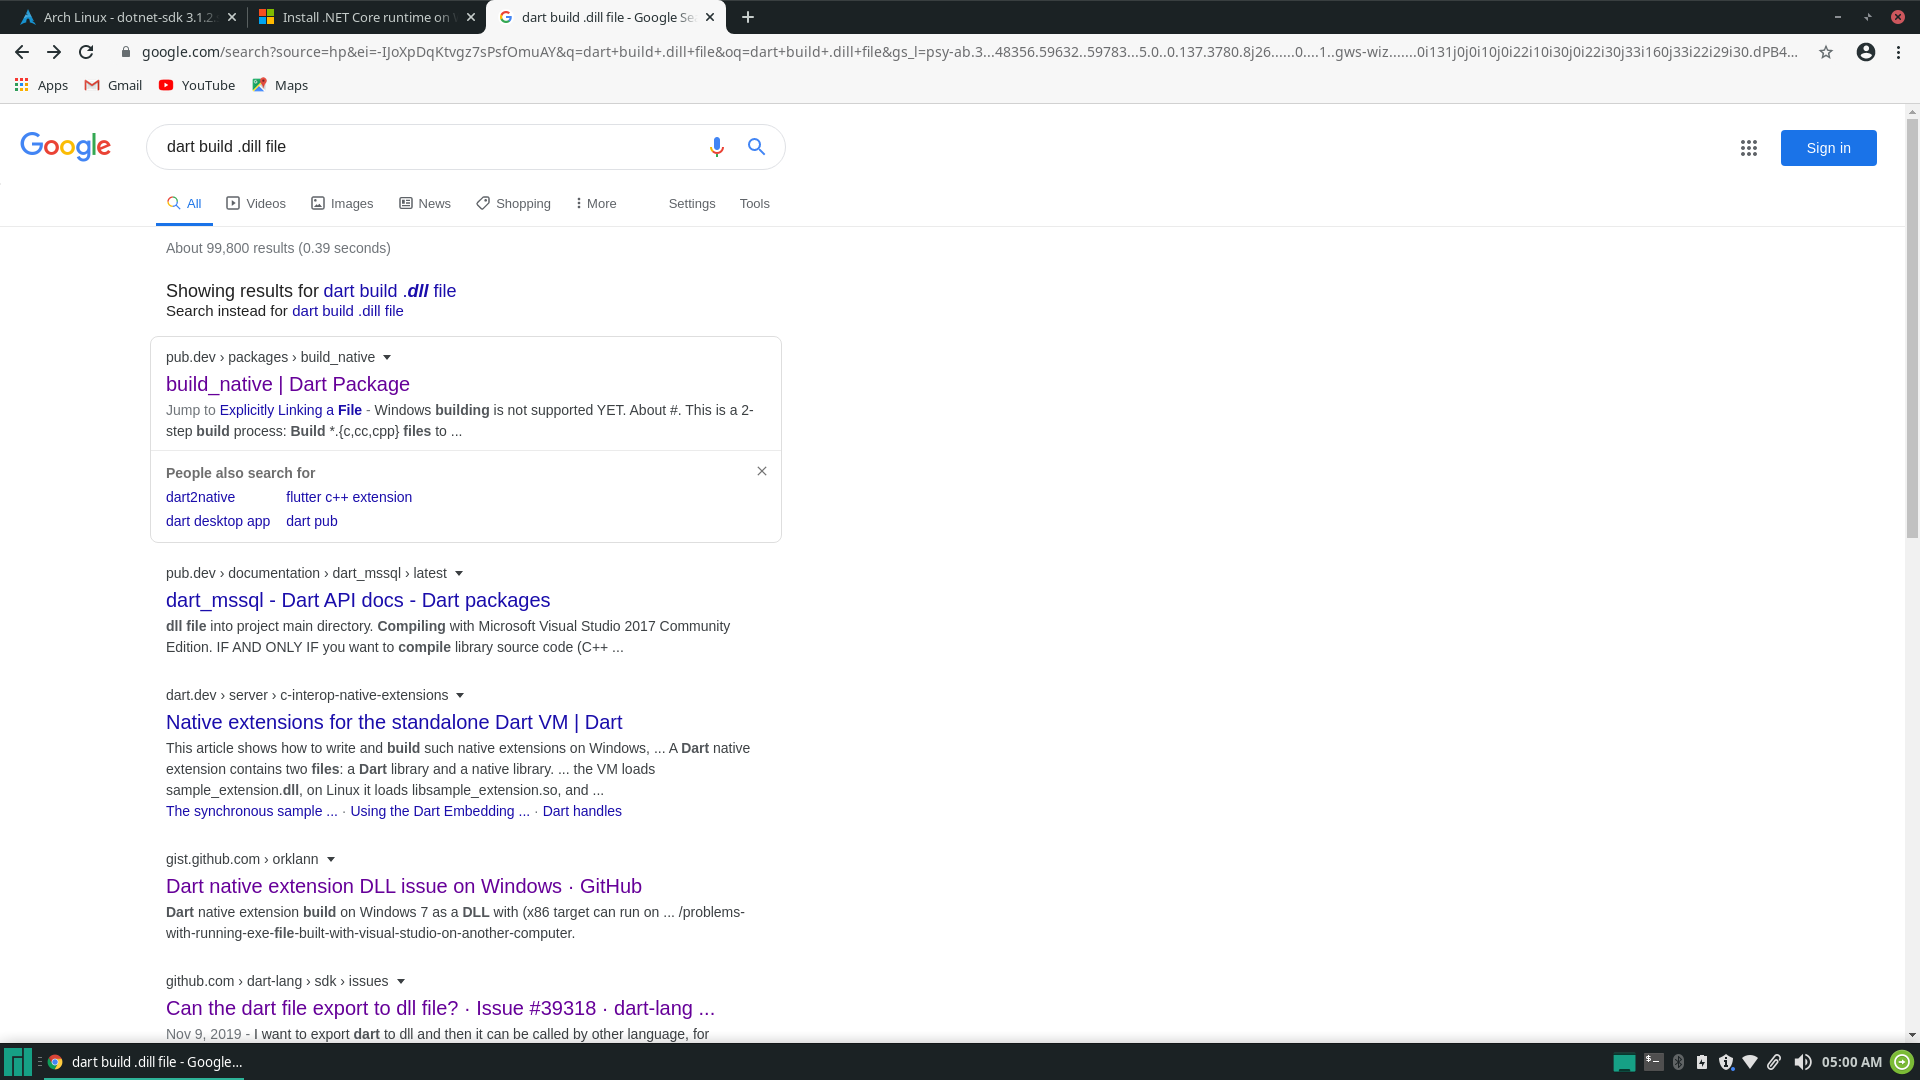 Arch Linux - dotnet-sdk 3.1.2.
Install .NET Core runtime on
dart build .dill file - Google Se
google.com/search?source=hp&ei=-IJoXpDqKtvgz7sPsfOmuAY&q=dart+build+.dill+file&oq=dart+build+.dill+file&gs_l=psy-ab.3...48356.59632..59783...5.0..0.137.3780.8j26......0....1..gws-wiz.......0i131j0j0i10j0i22i10i30j0i22i30j33i160j33i22i29i30.dPB4...
Apps Gmail YouTube Maps
Google
dart build .dill file
Sign in
All Videos Images News Shopping More Settings Tools
About 99,800 results (0.39 seconds)
Showing results for dart build .dll file
Search instead for dart build .dill file
pub.dev › packages › build_native
build_native | Dart Package
Jump to Explicitly Linking a File - Windows building is not supported YET. About #. This is a 2-
step build process: Build *.{c,cc,cpp} files to ...
People also search for
dart2native flutter c++ extension
dart desktop app dart pub
pub.dev › documentation › dart_mssql › latest
dart_mssql - Dart API docs - Dart packages
dll file into project main directory. Compiling with Microsoft Visual Studio 2017 Community
Edition. IF AND ONLY IF you want to compile library source code (C++ ...
dart.dev › server › c-interop-native-extensions
Native extensions for the standalone Dart VM | Dart
This article shows how to write and build such native extensions on Windows, ... A Dart native
extension contains two files: a Dart library and a native library. ... the VM loads
sample_extension.dll, on Linux it loads libsample_extension.so, and ...
The synchronous sample ... · Using the Dart Embedding ... · Dart handles
gist.github.com › orklann
Dart native extension DLL issue on Windows · GitHub
Dart native extension build on Windows 7 as a DLL with (x86 target can run on ... /problems-
with-running-exe-file-built-with-visual-studio-on-another-computer.
github.com › dart-lang › sdk › issues
Can the dart file export to dll file? · Issue #39318 · dart-lang ...
Nov 9, 2019 - I want to export dart to dll and then it can be called by other language, for
dart build .dill file - Google...
05:00 AM